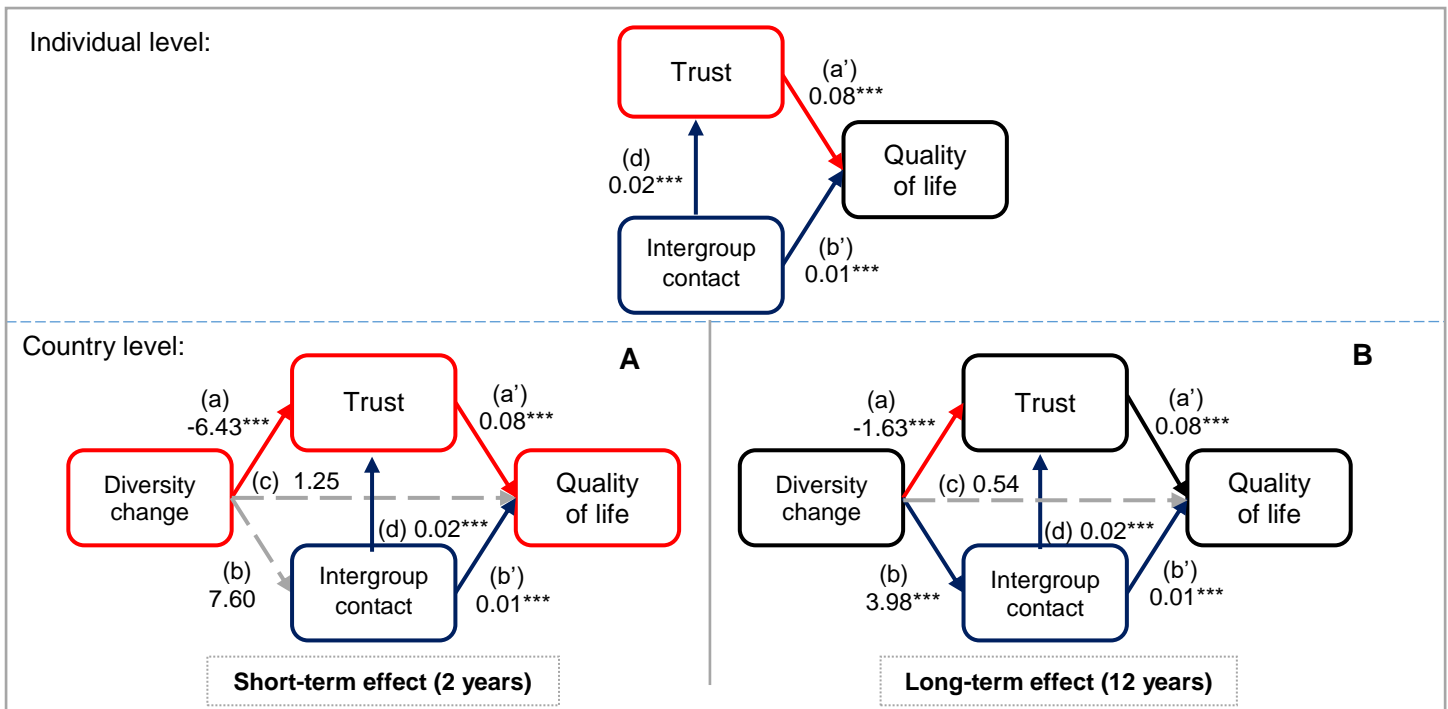 Individual level:
Trust
(a’)
0.08***
(d)
0.02***
Quality
of life
Intergroup
contact
(b’)
0.01***
Country level:
A
(a)
-6.43***
Trust
(a’)
0.08***
Diversity
change
(c) 1.25
Quality
of life
(d) 0.02***
(b)
7.60
Intergroup
contact
(b’)
0.01***
Short-term effect (2 years)
B
(a)
-1.63***
Trust
(a’)
0.08***
Diversity
change
(c) 0.54
Quality
of life
(d) 0.02***
(b)
3.98***
Intergroup
contact
(b’)
0.01***
Long-term effect (12 years)